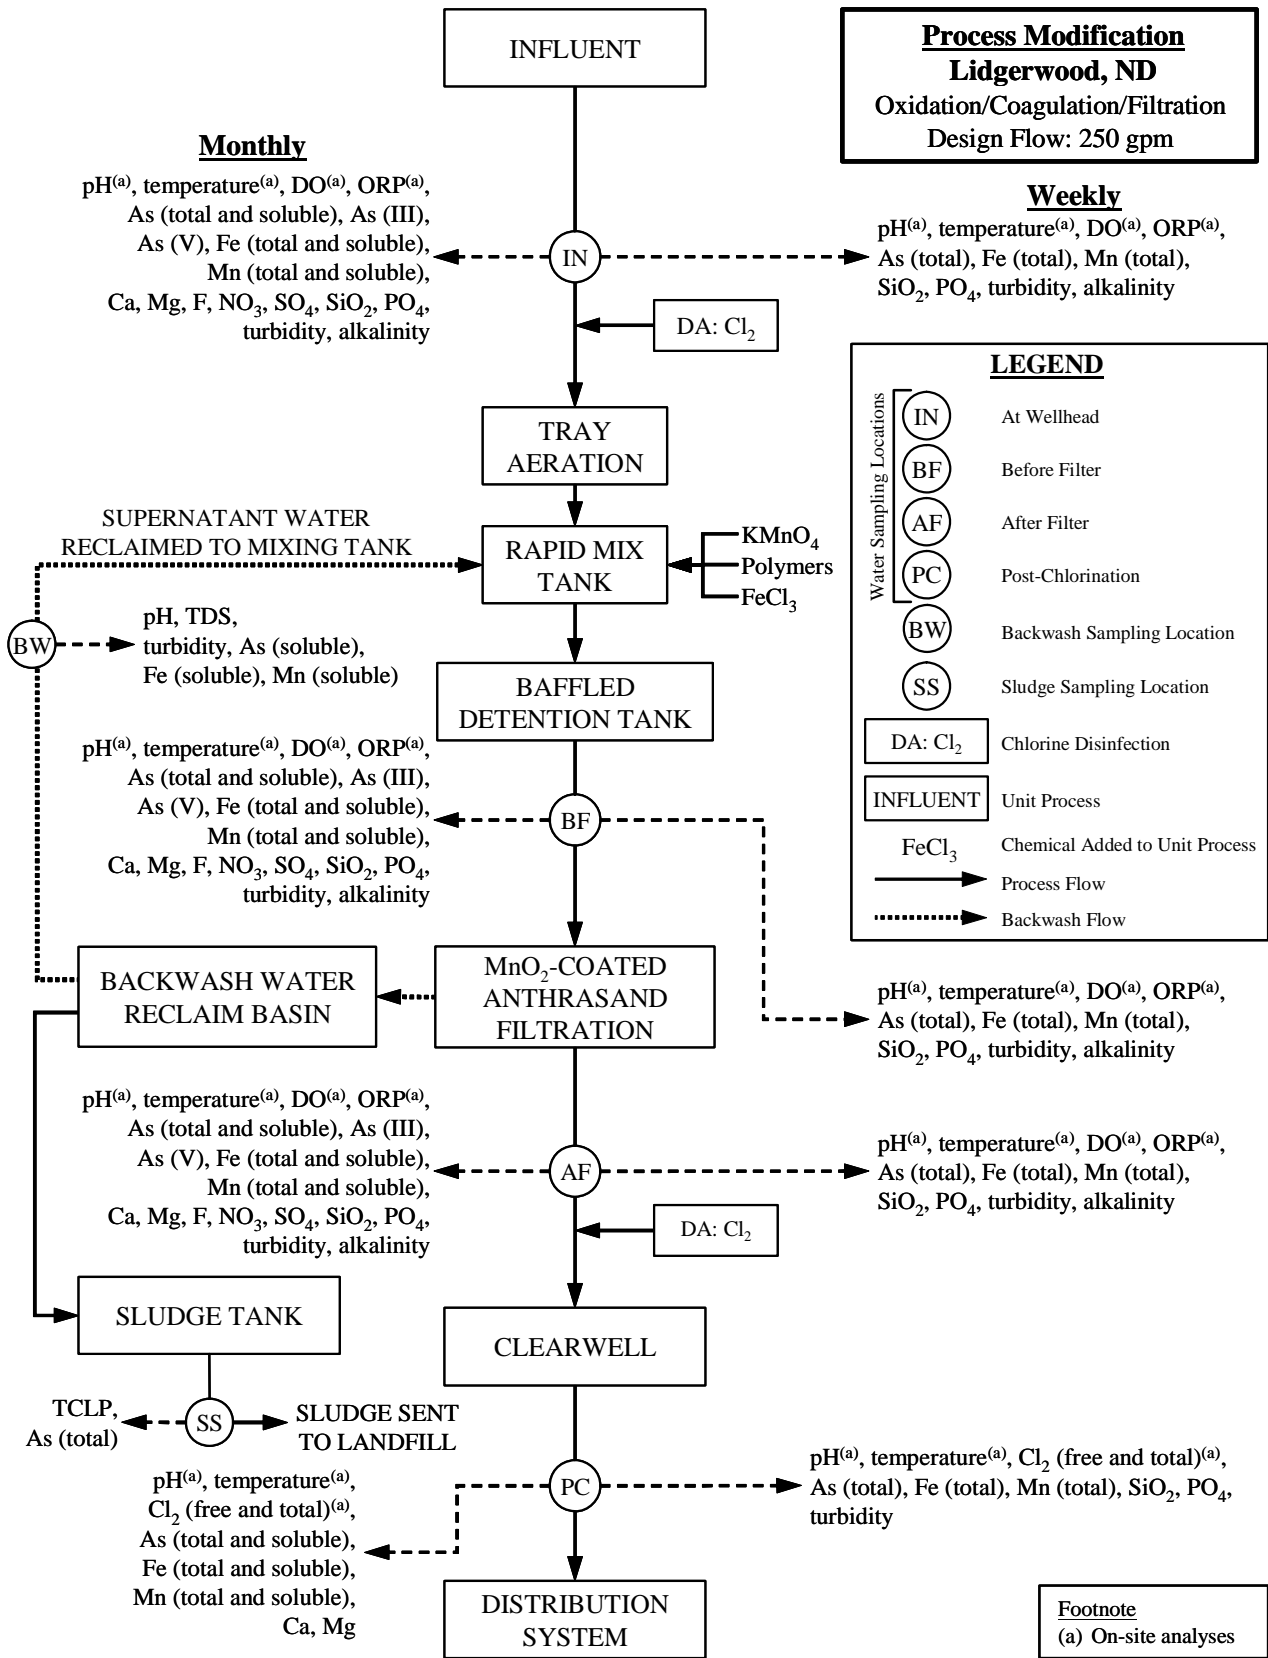 INFLUENT
Process Modification
Lidgerwood, ND
Oxidation/Coagulation/Filtration
Design Flow: 250 gpm
Monthly
pH(a), temperature(a), DO(a), ORP(a),
As (total and soluble), As (III),
As (V), Fe (total and soluble),
Mn (total and soluble),
Ca, Mg, F, NO3, SO4, SiO2, PO4,
turbidity, alkalinity
IN
Weekly
pH(a), temperature(a), DO(a), ORP(a),
As (total), Fe (total), Mn (total),
SiO2, PO4, turbidity, alkalinity
DA: Cl2
TRAY
AERATION
LEGEND
Water Sampling Locations
IN
At Wellhead
BF
Before Filter
AF
After Filter
PC
Post-Chlorination
BW
Backwash Sampling Location
SS
Sludge Sampling Location
DA: Cl2
Chlorine Disinfection
INFLUENT
Unit Process
FeCl3
Chemical Added to Unit Process
Process Flow
Backwash Flow
SUPERNATANT WATER
RECLAIMED TO MIXING TANK
RAPID MIX
TANK
KMnO4
Polymers
FeCl3
BW
pH, TDS,
turbidity, As (soluble),
Fe (soluble), Mn (soluble)
BAFFLED
DETENTION TANK
pH(a), temperature(a), DO(a), ORP(a),
As (total and soluble), As (III),
As (V), Fe (total and soluble),
Mn (total and soluble),
Ca, Mg, F, NO3, SO4, SiO2, PO4,
turbidity, alkalinity
BF
BACKWASH WATER
RECLAIM BASIN
MnO2-COATED
ANTHRASAND
FILTRATION
pH(a), temperature(a), DO(a), ORP(a),
As (total), Fe (total), Mn (total),
SiO2, PO4, turbidity, alkalinity
pH(a), temperature(a), DO(a), ORP(a),
As (total and soluble), As (III),
As (V), Fe (total and soluble),
Mn (total and soluble),
Ca, Mg, F, NO3, SO4, SiO2, PO4,
turbidity, alkalinity
AF
pH(a), temperature(a), DO(a), ORP(a),
As (total), Fe (total), Mn (total),
SiO2, PO4, turbidity, alkalinity
DA: Cl2
SLUDGE TANK
CLEARWELL
TCLP,
As (total)
SS
SLUDGE SENT
TO LANDFILL
pH(a), temperature(a),
Cl2 (free and total)(a),
As (total and soluble),
Fe (total and soluble),
Mn (total and soluble),
Ca, Mg
PC
pH(a), temperature(a), Cl2 (free and total)(a),
As (total), Fe (total), Mn (total), SiO2, PO4,
turbidity
DISTRIBUTION
SYSTEM
Footnote
(a) On-site analyses